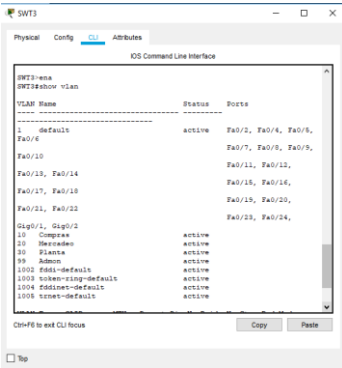 SWT3
Physical Config CLI Attributes
IOS Command Line Interface
SWT3>ena
SWT3#show vlan
VLAN Name Status Ports
---- -------------------------------- --------- -------------------------------
1 default active Fa0/2, Fa0/4, Fa0/5,
Fa0/6
Fa0/7, Fa0/8, Fa0/9,
Fa0/10
Fa0/11, Fa0/12,
Fa0/13, Fa0/14
Fa0/15, Fa0/16,
Fa0/17, Fa0/18
Fa0/19, Fa0/20,
Fa0/21, Fa0/22
Fa0/23, Fa0/24,
Gig0/1, Gig0/2
10 Compras active
20 Mercadeo active
30 Planta active
99 Admon active
1002 fddi-default active
1003 token-ring-default active
1004 fddinet-default active
1005 trnet-default active
Ctrl+F6 to exit CLI focus
Copy Paste
Top